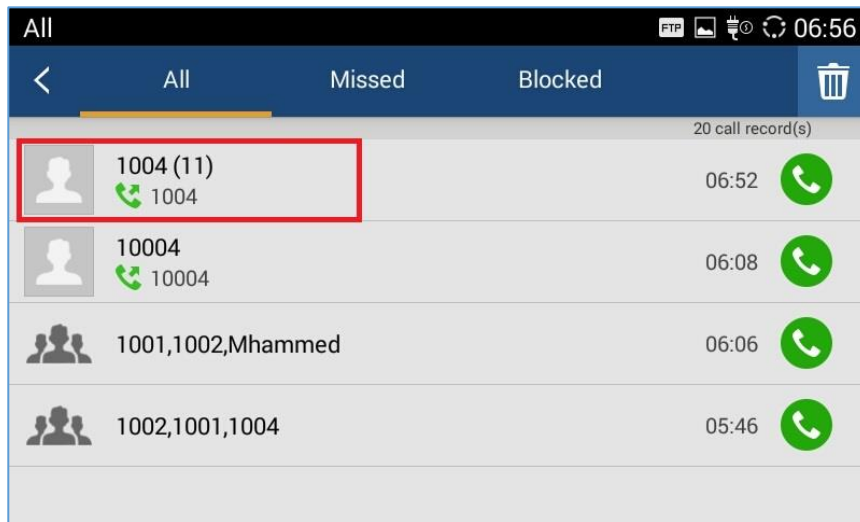 All
FTP 06:56
All Missed Blocked
20 call record(s)
1004 (11)
1004
06:52
10004
10004
06:08
1001,1002,Mhammed
06:06
1002,1001,1004
05:46